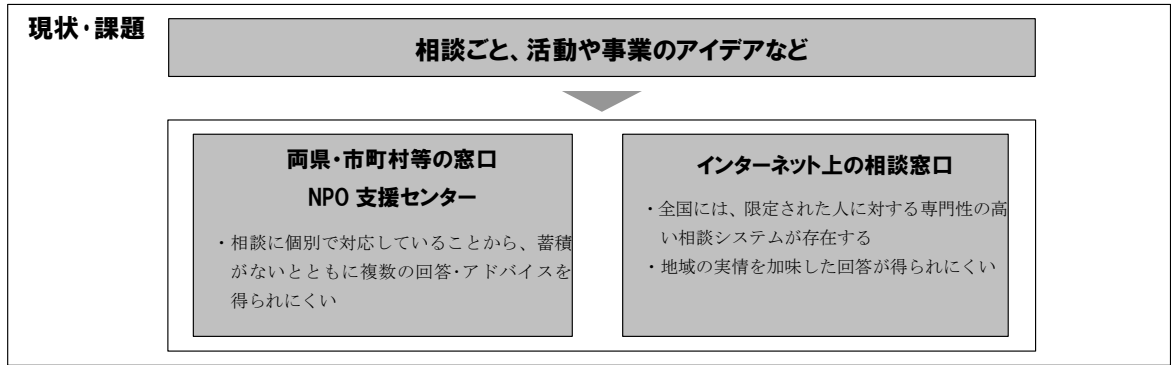 現状・課題
相談ごと、活動や事業のアイデアなど
両県・市町村等の窓口
NPO 支援センター
・相談に個別で対応していることから、蓄積
がないとともに複数の回答・アドバイスを
得られにくい
インターネット上の相談窓口
・全国には、限定された人に対する専門性の高
い相談システムが存在する
・地域の実情を加味した回答が得られにくい